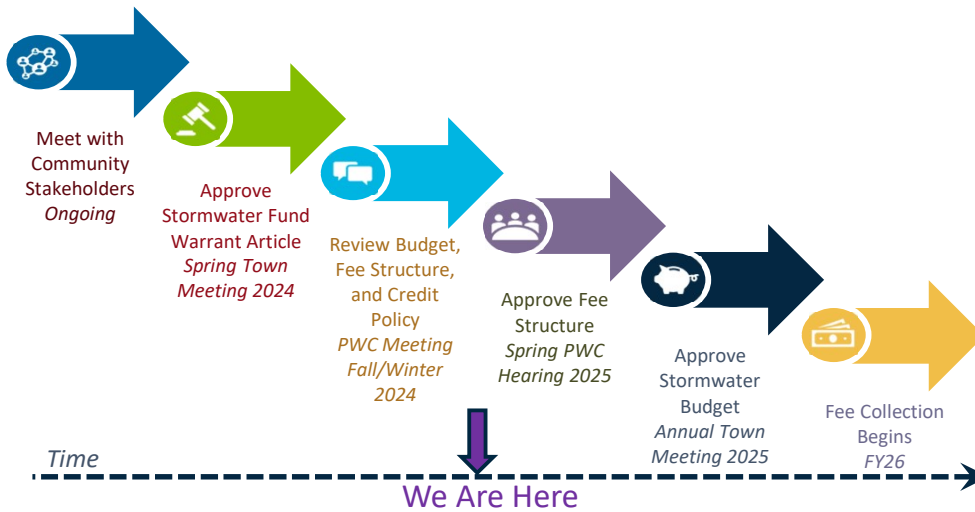 Meet with
Community
Stakeholders
Ongoing
Approve
Stormwater Fund
Warrant Article
Spring Town
Meeting 2024
Review Budget,
Fee Structure,
and Credit
Policy
PWC Meeting
Fall/Winter
2024
Approve Fee
Structure
Spring PWC
Hearing 2025
Approve
Stormwater
Budget
Annual Town
Meeting 2025
Fee Collection
Begins
FY26
Time
We Are Here